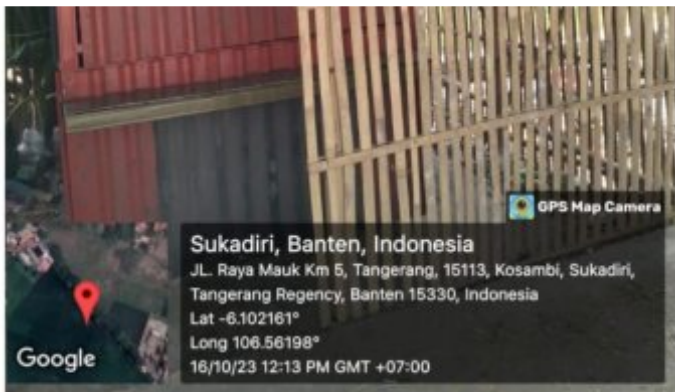 GPS Map Camera
Sukadiri, Banten, Indonesia
JL. Raya Mauk Km 5, Tangerang, 15113, Kosambi, Sukadiri,
Tangerang Regency, Banten 15330, Indonesia
Lat -6.102161°
Long 106.56198°
16/10/23 12:13 PM GMT +07:00
Google